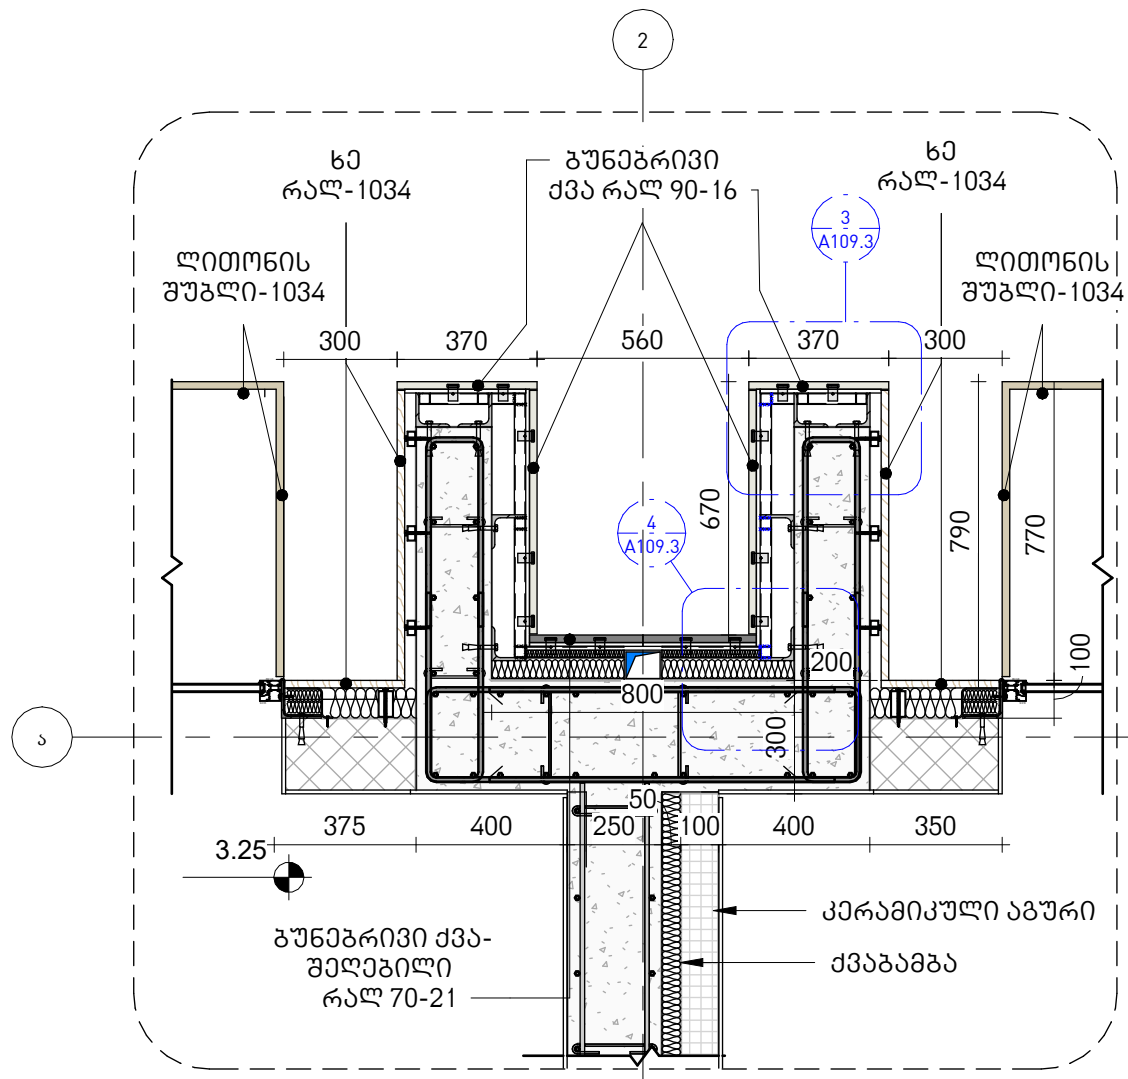 2
ხე
რალ-1034
ბუნებრივი
ქვა რალ 90-16
ხე
რალ-1034
3
A109.3
ლითონის
შუბლი-1034
ლითონის
შუბლი-1034
300
370
560
370
300
670
4
A109.3
790
770
100
200
800
300
ა
50
375
400
250
100
400
350
3.25
კერამიკული აგური
ბუნებრივი ქვა-
შეღებილი
რალ 70-21
ქვაბამბა